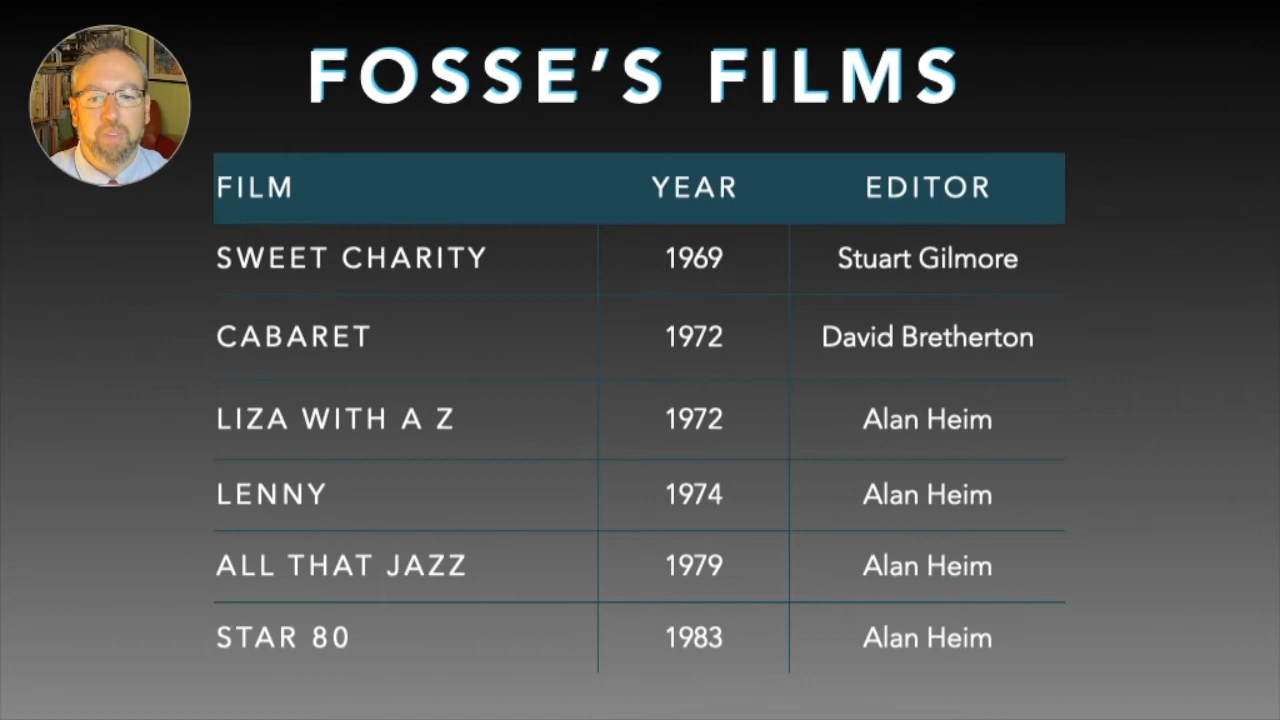 FOSSE'S FILMS
FILM YEAR EDITOR
SWEET CHARITY 1969 Stuart Gilmore
CABARET 1972 David Bretherton
LIZA WITH A Z 1972 Alan Heim
LENNY 1974 Alan Heim
ALL THAT JAZZ 1979 Alan Heim
STAR 80 1983 Alan Heim